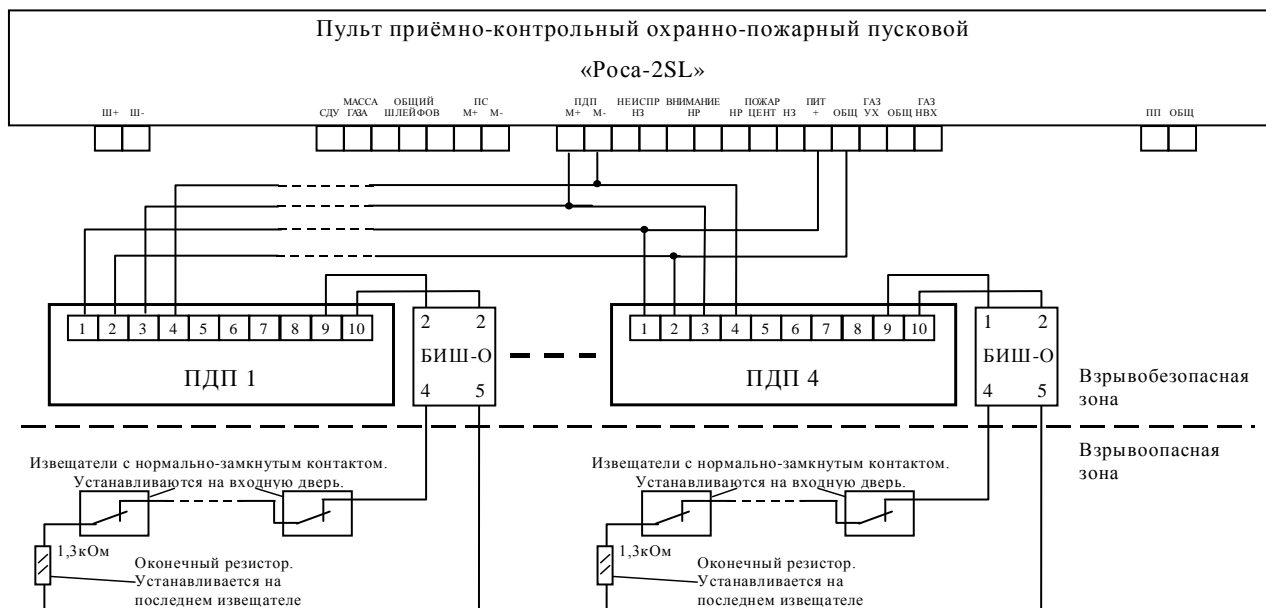 Пульт приёмно-контрольный охранно-пожарный пусковой
«Роса-2SL»
МАССА ОБЩИЙ ПС ПДП НЕИСПР ВНИМАНИЕ ПОЖАР ПИТ ГАЗ ГАЗ
Ш+ Ш- СДУ ГАЗА ШЛЕЙФОВ М+ М- М+ М- НЗ НР НР ЦЕНТ НЗ + ОБЩ УХ ОБЩ НВХ ПП ОБЩ
1 2 3 4 5 6 7 8 9 10
ПДП 1
2 2
БИШ-О
4 5
1 2 3 4 5 6 7 8 9 10
ПДП 4
1 2
БИШ-О
4 5
Взрывобезопасная
зона
Взрывоопасная
зона
Извещатели с нормально-замкнутым контактом.
Устанавливаются на входную дверь.
1,3кОм
Оконечный резистор.
Устанавливается на
последнем извещателе
Извещатели с нормально-замкнутым контактом.
Устанавливаются на входную дверь.
1,3кОм
Оконечный резистор.
Устанавливается на
последнем извещателе